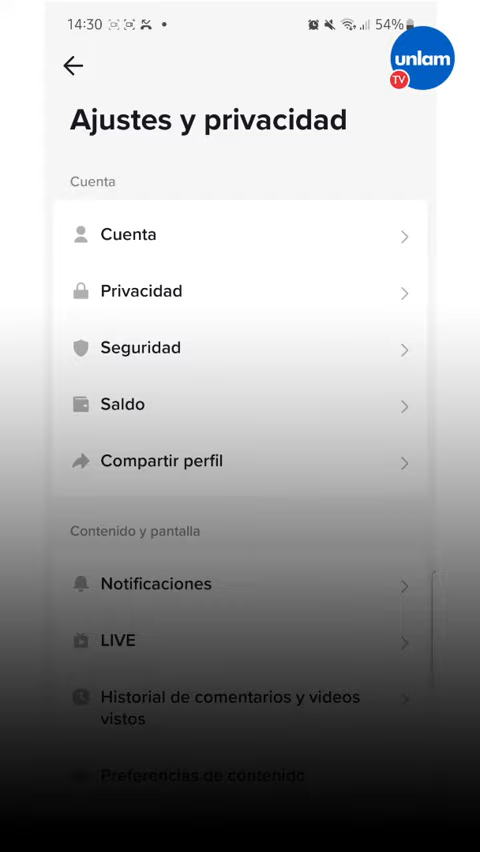 14:30
54%
unlam
TV
Ajustes y privacidad
Cuenta
Cuenta
Privacidad
Seguridad
Saldo
Compartir perfil
Contenido y pantalla
Notificaciones
LIVE
Historial de comentarios y videos
vistos
Preferencias de contenido